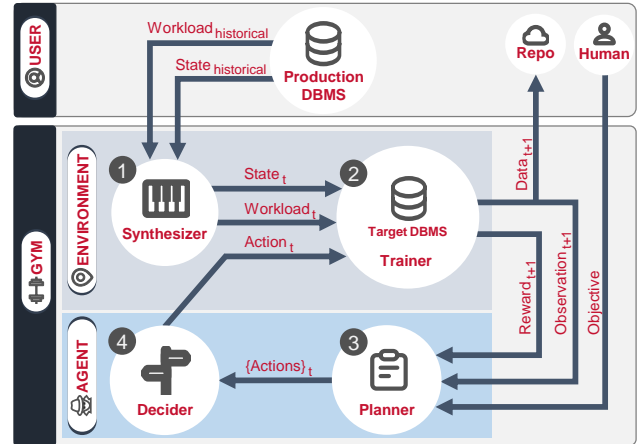 USER
Workload historical
State historical
Production
DBMS
Repo
Human
GYM
ENVIRONMENT
1
Synthesizer
State t
Workload t
Action t
2
Target DBMS
Trainer
Data t+1
Reward t+1
Observation t+1
Objective
AGENT
4
Decider
{Actions} t
3
Planner